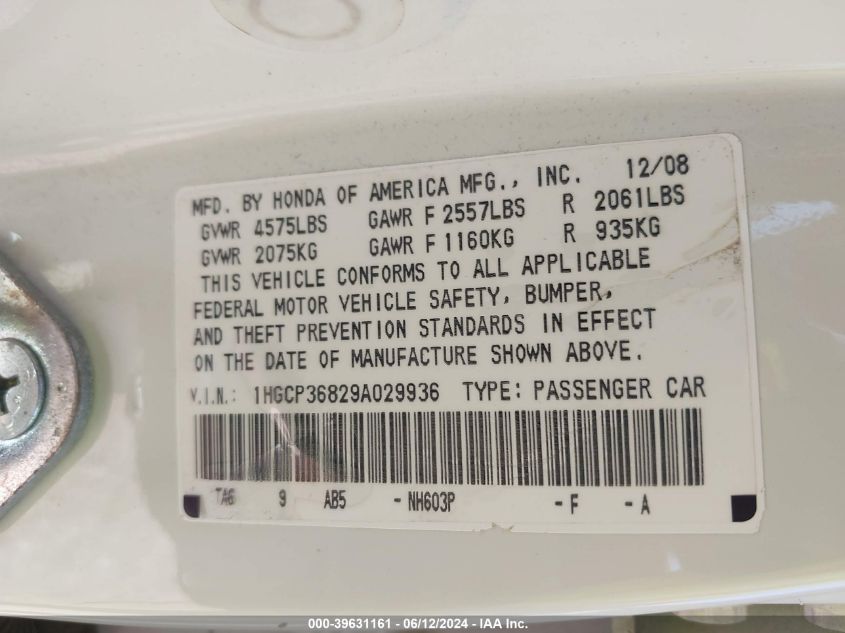 MFD. BY HONDA OF AMERICA MFG., INC. 12/08
GVWR 4575LBS GAWR F 2557LBS R 2061LBS
GVWR 2075KG GAWR F 1160KG R 935KG
THIS VEHICLE CONFORMS TO ALL APPLICABLE
FEDERAL MOTOR VEHICLE SAFETY, BUMPER,
AND THEFT PREVENTION STANDARDS IN EFFECT
ON THE DATE OF MANUFACTURE SHOWN ABOVE.
V.I.N.: 1HGCP36829A029936 TYPE: PASSENGER CAR
TA6 9 AB5 -NH603P -F -A
000-39631161 - 06/12/2024 - IAA Inc.